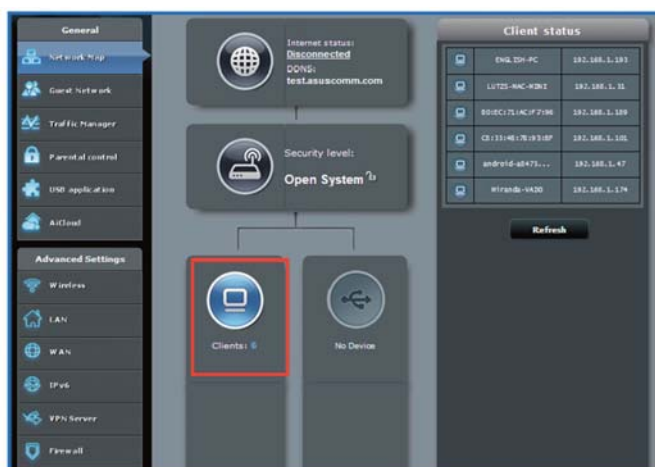 General
Network Map
Guest Network
Traffic Manager
Parental control
USB application
AiCloud
Advanced Settings
Wireless
LAN
WAN
IPv6
VPN Server
Firewall
Internet status:
Disconnected
DDNS:
test.asuscomm.com
Security level:
Open System
Clients: 6
No Device
Client status
ENGLISH-PC 192.168.1.193
LUTZS-MAC-MINI 192.168.1.31
192.168.1.189
192.168.1.101
android-a8473... 192.168.1.47
Miranda-VAIO 192.168.1.174
Refresh